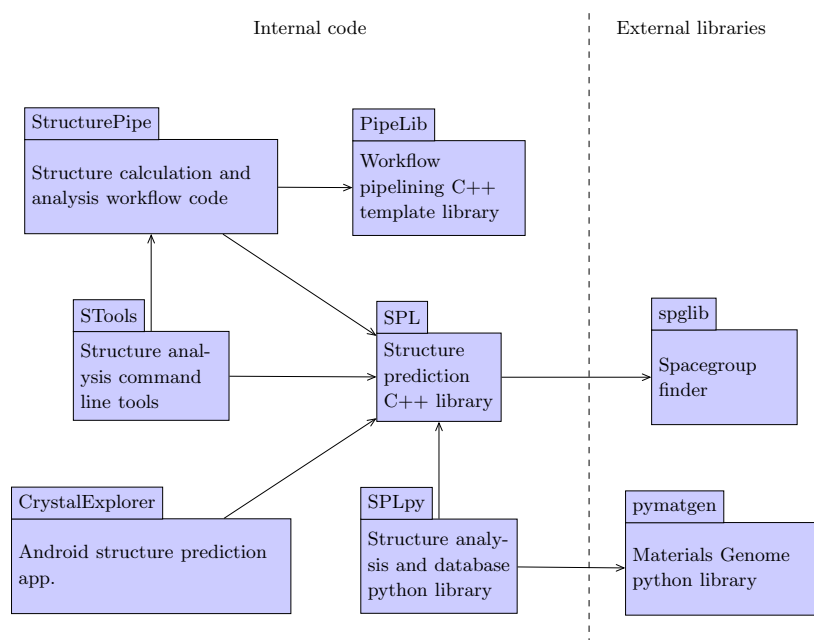 Internal code
External libraries
StructurePipe
Structure calculation and
analysis workflow code
PipeLib
Workflow
pipelining C++
template library
STools
Structure anal-
ysis command
line tools
SPL
Structure
prediction
C++ library
spglib
Spacegroup
finder
CrystalExplorer
Android structure prediction
app.
SPLpy
Structure analy-
sis and database
python library
pymatgen
Materials Genome
python library